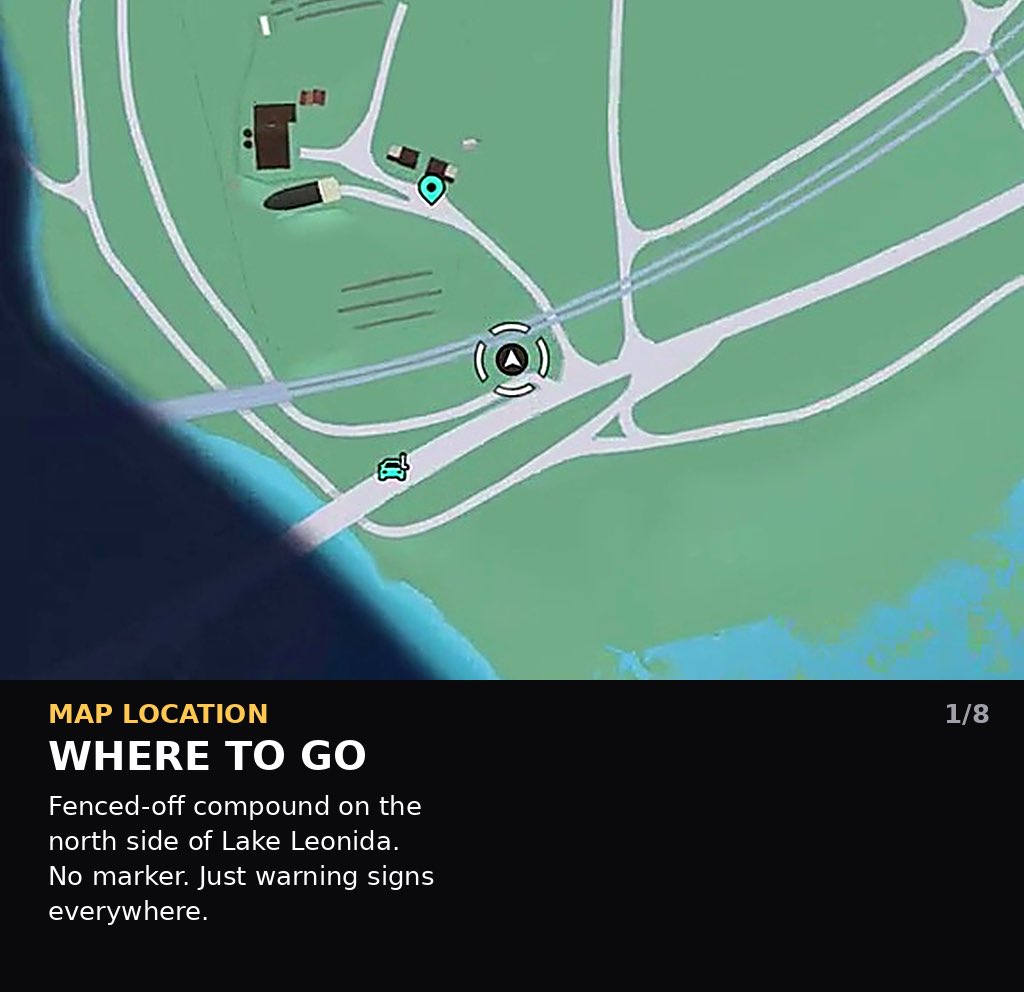 MAP LOCATION
1/8
WHERE TO GO
Fenced-off compound on the
north side of Lake Leonida.
No marker. Just warning signs
everywhere.